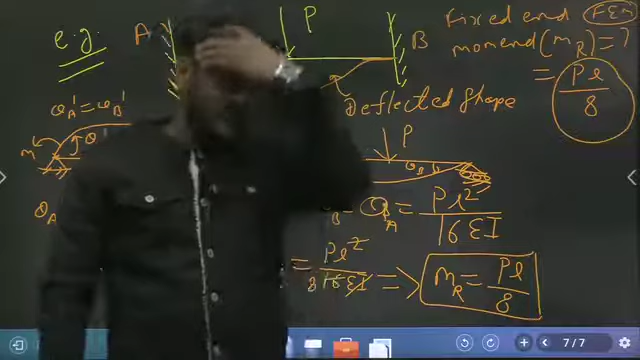 e.g. A P B Fixed end (FEM)
moment (MR) = ?
= Pl/8
θA' = θB'
Deflected Shape
M θ P
θB
θA B = θA = Pl²/16EI
= Pl²/8 16EI => MR = Pl/8
7/7